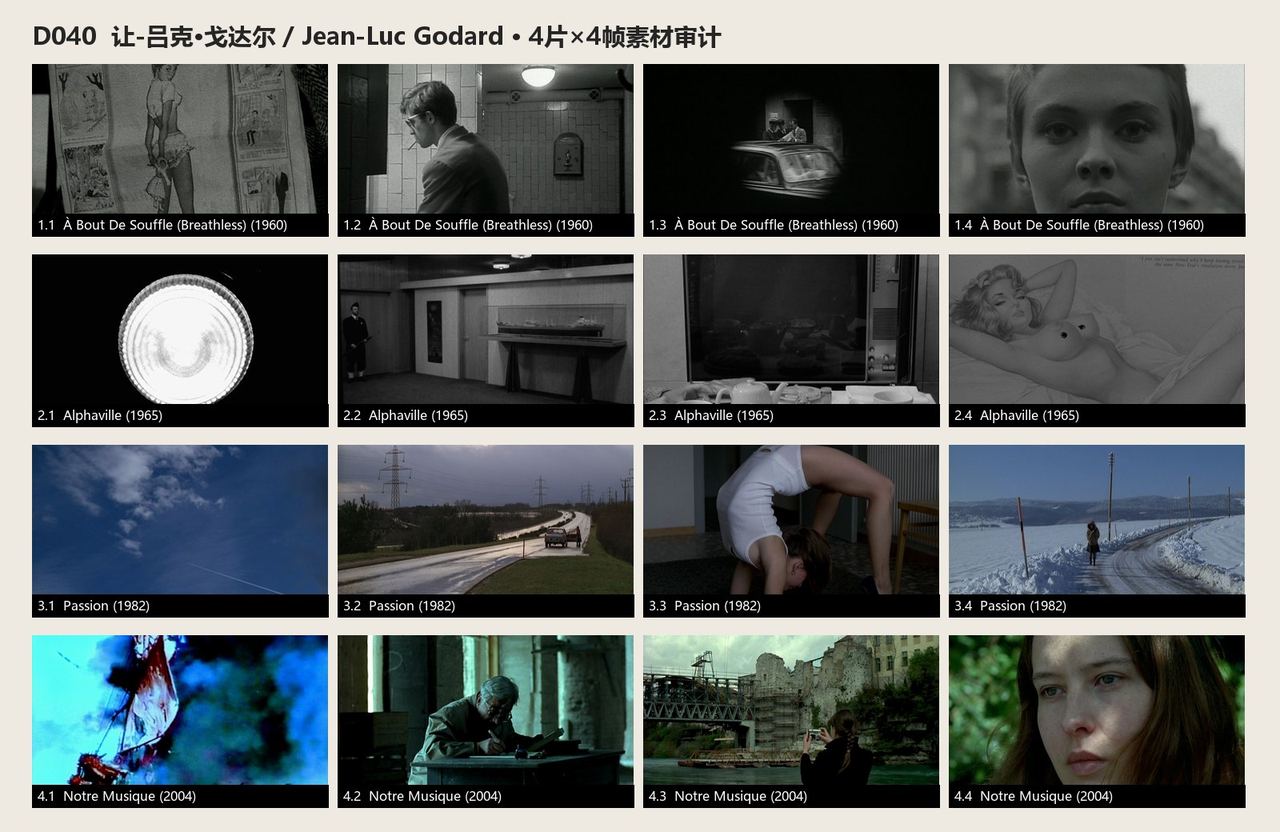 D040 让-吕克•戈达尔 / Jean-Luc Godard • 4片×4帧素材审计
1.1 À Bout De Souffle (Breathless) (1960)
1.2 À Bout De Souffle (Breathless) (1960)
1.3 À Bout De Souffle (Breathless) (1960)
1.4 À Bout De Souffle (Breathless) (1960)
2.1 Alphaville (1965)
2.2 Alphaville (1965)
2.3 Alphaville (1965)
2.4 Alphaville (1965)
3.1 Passion (1982)
3.2 Passion (1982)
3.3 Passion (1982)
3.4 Passion (1982)
4.1 Notre Musique (2004)
4.2 Notre Musique (2004)
4.3 Notre Musique (2004)
4.4 Notre Musique (2004)